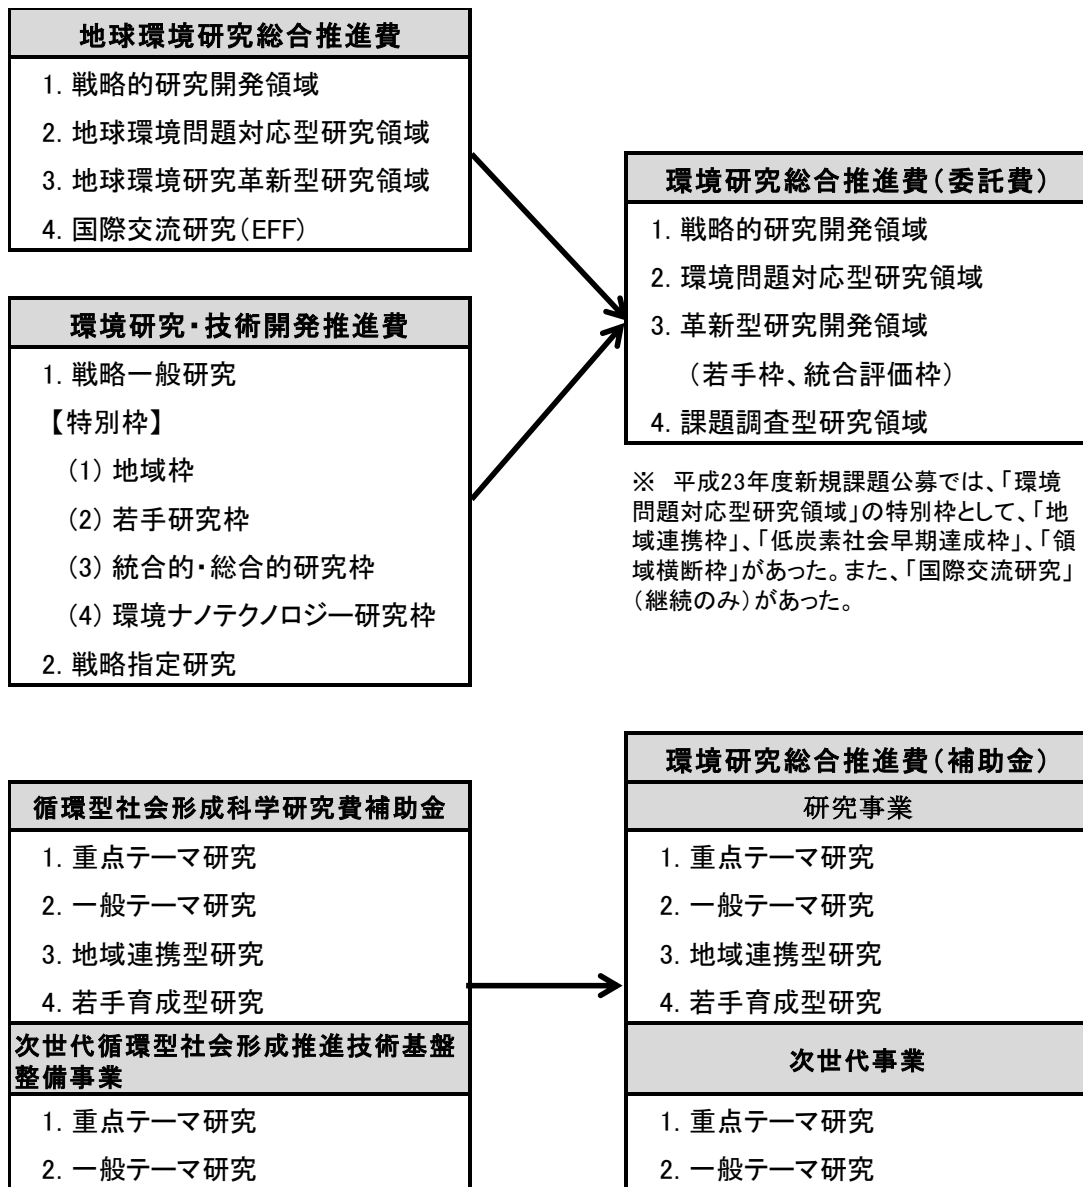 地球環境研究総合推進費
1. 戦略的研究開発領域
2. 地球環境問題対応型研究領域
3. 地球環境研究革新型研究領域
4. 国際交流研究（EFF）
環境研究・技術開発推進費
1. 戦略一般研究
【特別枠】
(1) 地域枠
(2) 若手研究枠
(3) 統合的・総合的研究枠
(4) 環境ナノテクノロジー研究枠
2. 戦略指定研究
環境研究総合推進費（委託費）
1. 戦略的研究開発領域
2. 環境問題対応型研究領域
3. 革新型研究開発領域
（若手枠、統合評価枠）
4. 課題調査型研究領域
※　平成23年度新規課題公募では、「環境
問題対応型研究領域」の特別枠として、「地
域連携枠」、「低炭素社会早期達成枠」、「領
域横断枠」があった。また、「国際交流研究」
（継続のみ）があった。
循環型社会形成科学研究費補助金
1. 重点テーマ研究
2. 一般テーマ研究
3. 地域連携型研究
4. 若手育成型研究
次世代循環型社会形成推進技術基盤
整備事業
1. 重点テーマ研究
2. 一般テーマ研究
環境研究総合推進費（補助金）
研究事業
1. 重点テーマ研究
2. 一般テーマ研究
3. 地域連携型研究
4. 若手育成型研究
次世代事業
1. 重点テーマ研究
2. 一般テーマ研究